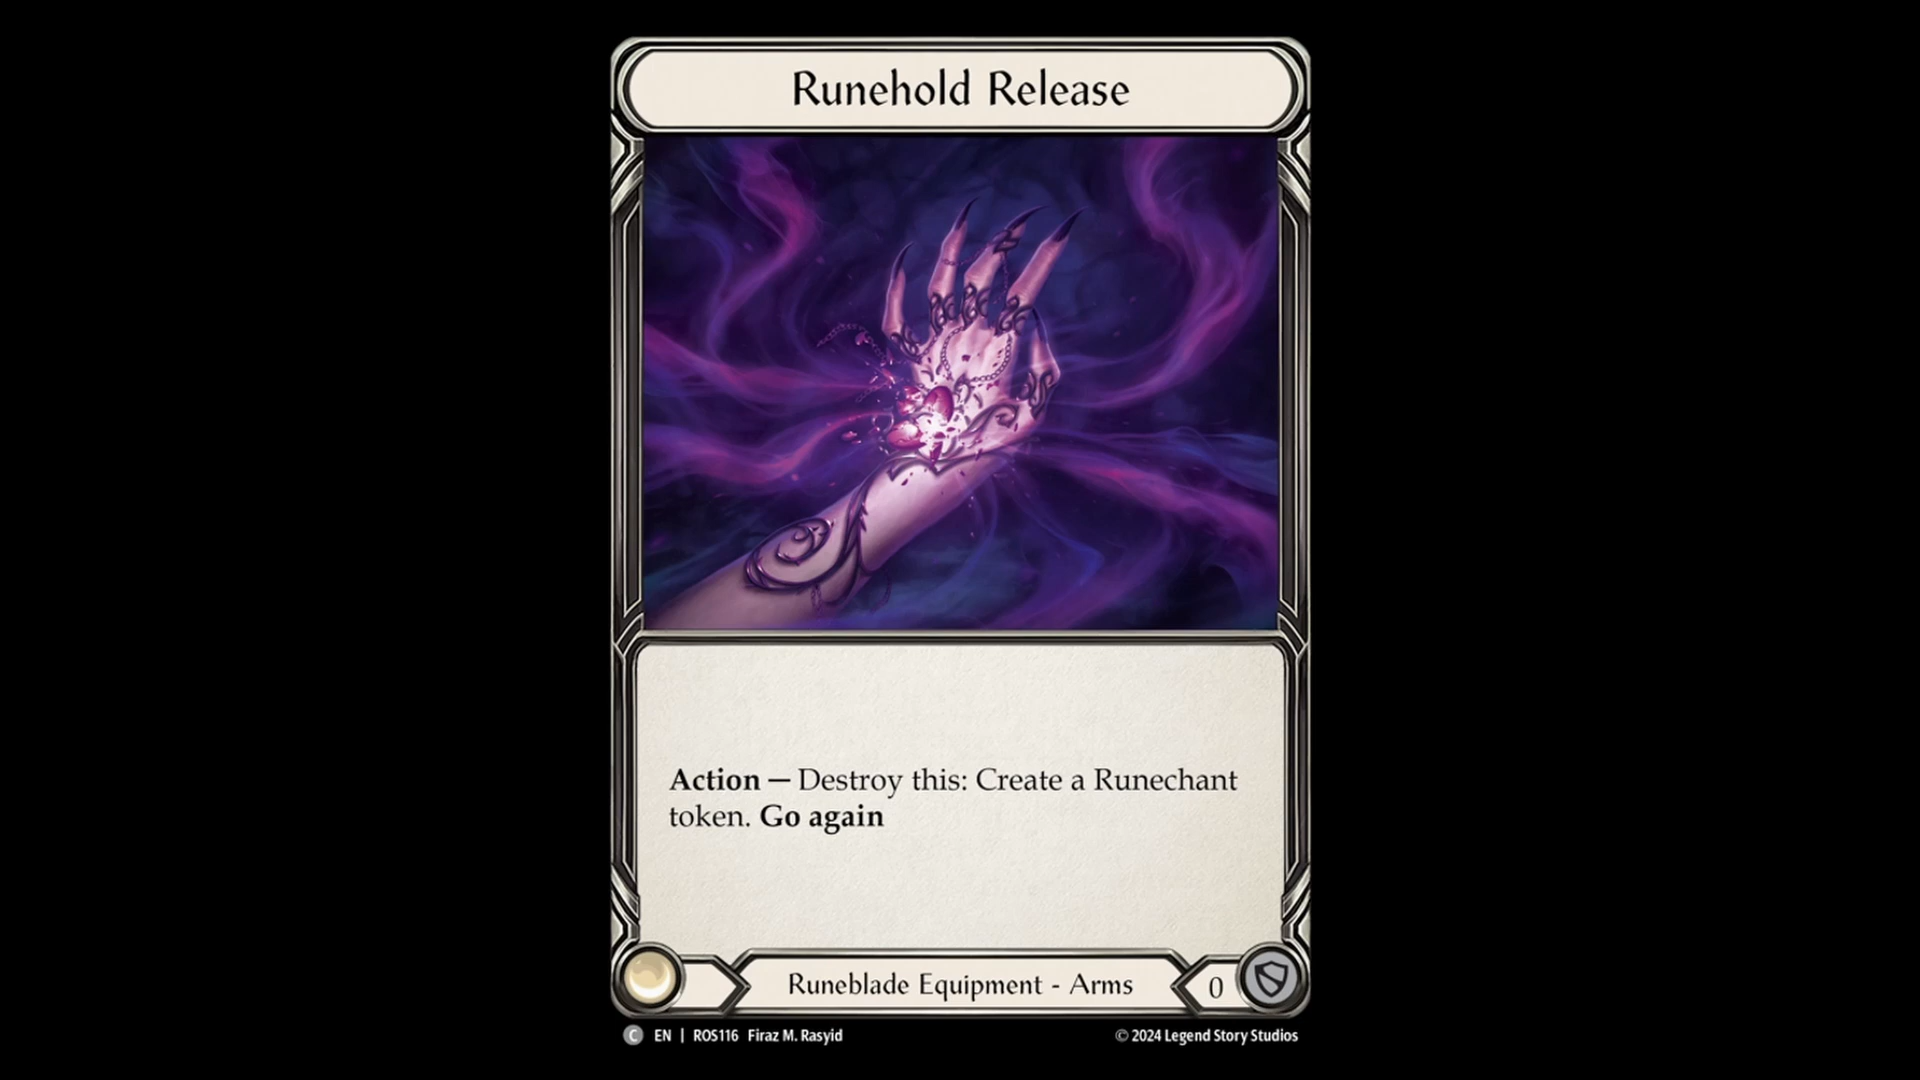 Runehold Release
Action — Destroy this: Create a Runechant
token. Go again
Runeblade Equipment - Arms
0
C EN | ROS116 Firaz M. Rasyid
© 2024 Legend Story Studios